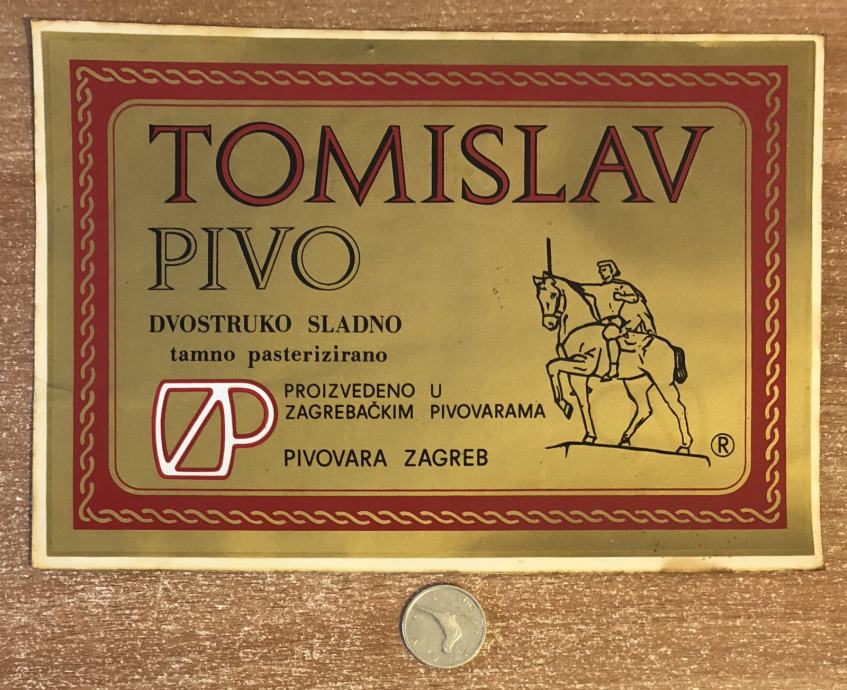 TOMISLAV
PIVO
DVOSTRUKO SLADNO
tamno pasterizirano
ZP
PROIZVEDENO U
ZAGREBAČKIM PIVOVARAMA
PIVOVARA ZAGREB
®